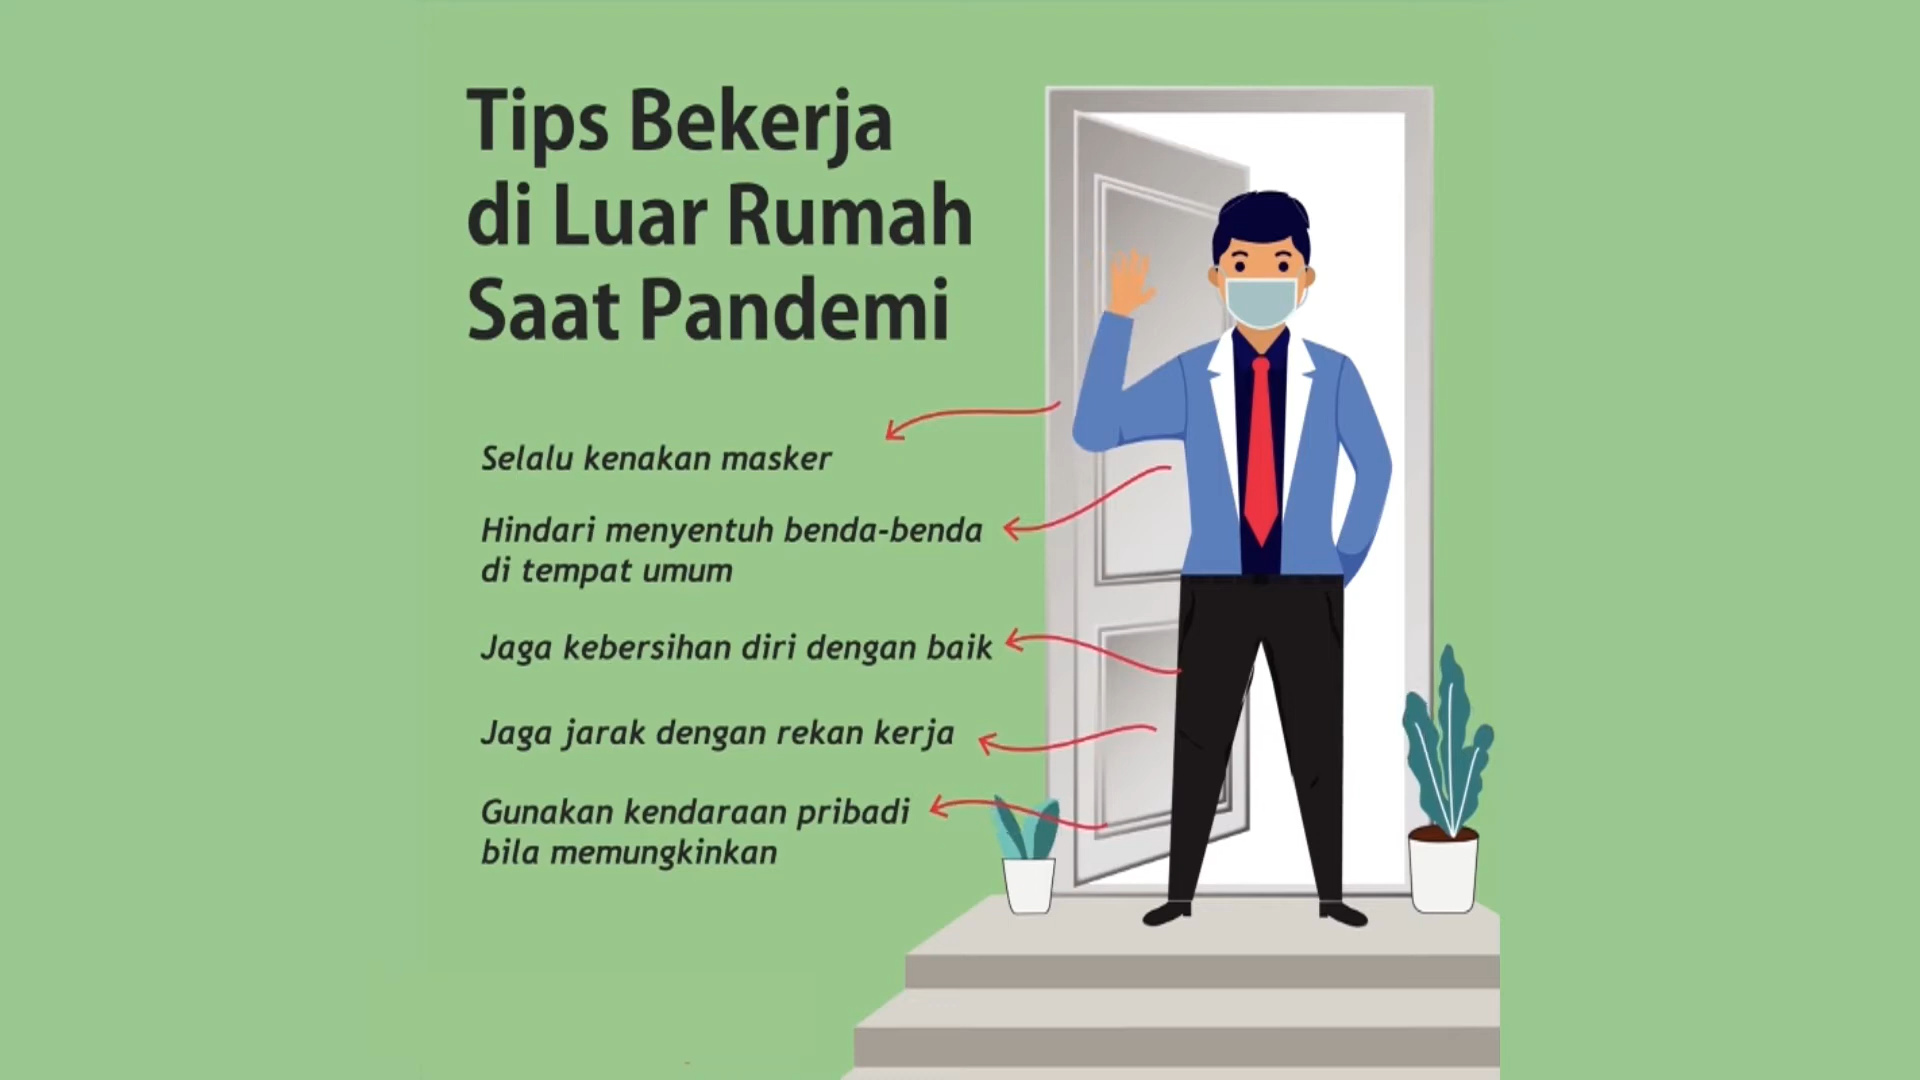 Tips Bekerja
di Luar Rumah
Saat Pandemi
Selalu kenakan masker
Hindari menyentuh benda-benda
di tempat umum
Jaga kebersihan diri dengan baik
Jaga jarak dengan rekan kerja
Gunakan kendaraan pribadi
bila memungkinkan